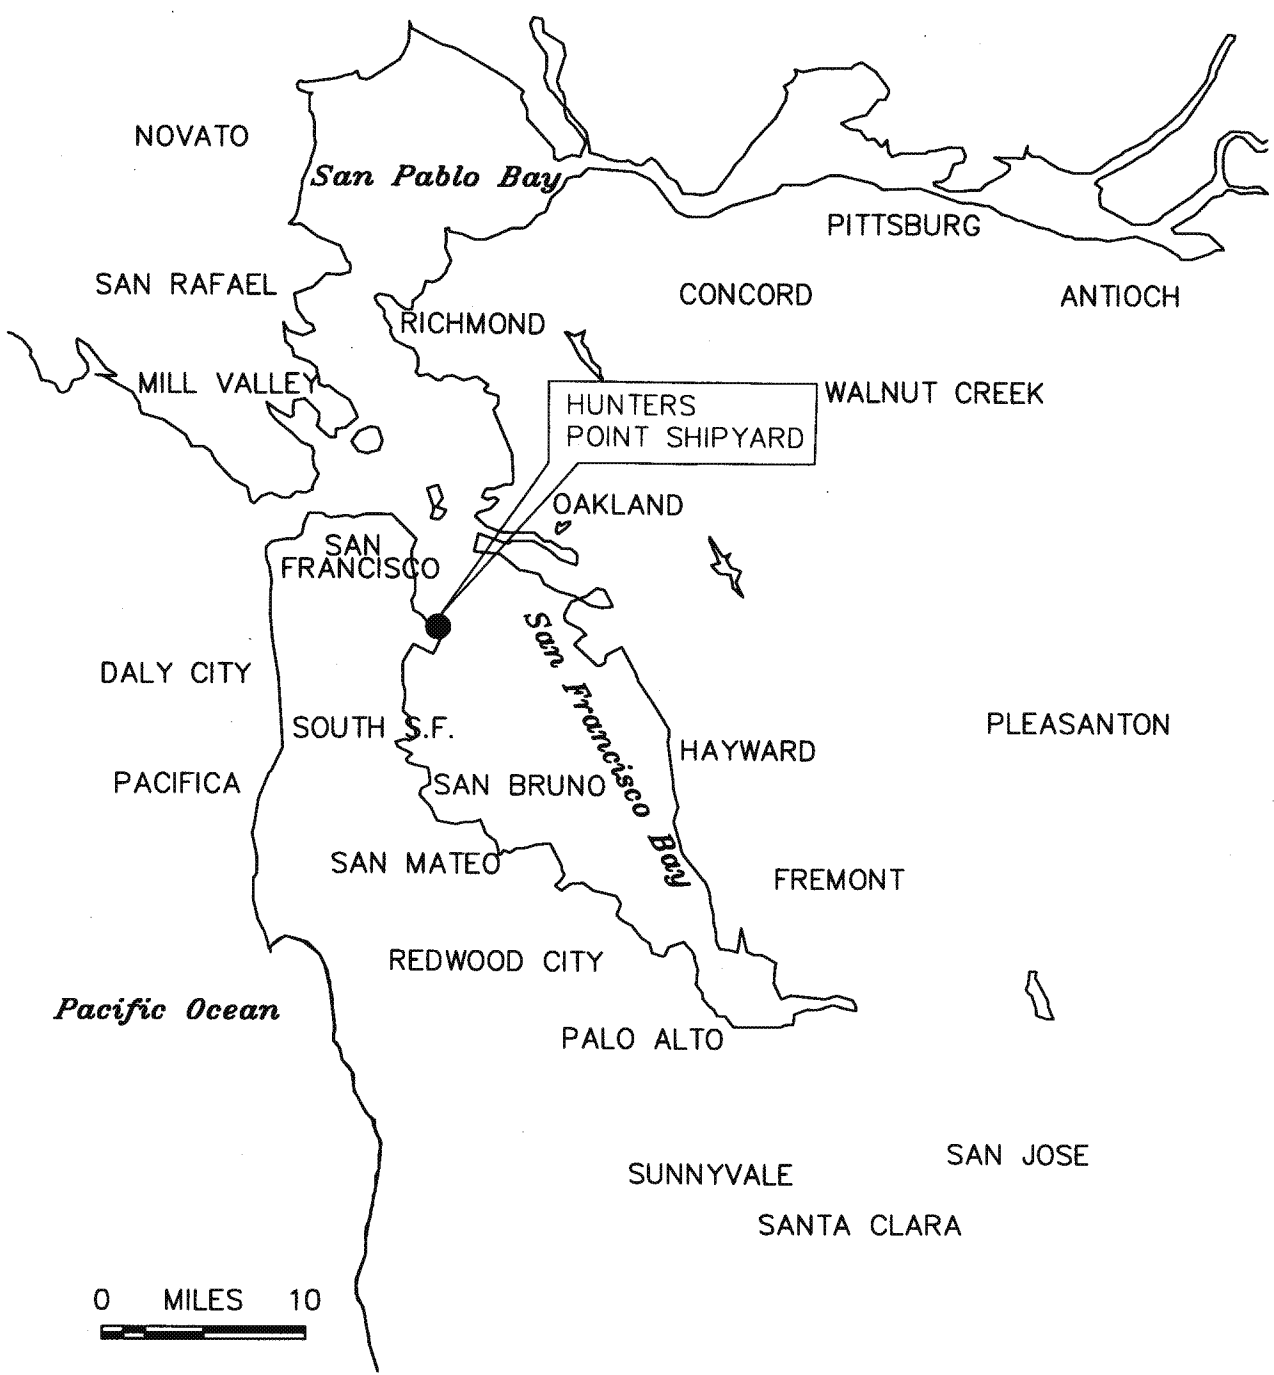 NOVATO
San Pablo Bay
PITTSBURG
SAN RAFAEL
CONCORD
ANTIOCH
RICHMOND
MILL VALLEY
WALNUT CREEK
HUNTERS
POINT SHIPYARD
OAKLAND
SAN
FRANCISCO
San Francisco Bay
DALY CITY
SOUTH S.F.
PLEASANTON
HAYWARD
PACIFICA
SAN BRUNO
SAN MATEO
FREMONT
REDWOOD CITY
Pacific Ocean
PALO ALTO
SAN JOSE
SUNNYVALE
SANTA CLARA
0 MILES 10